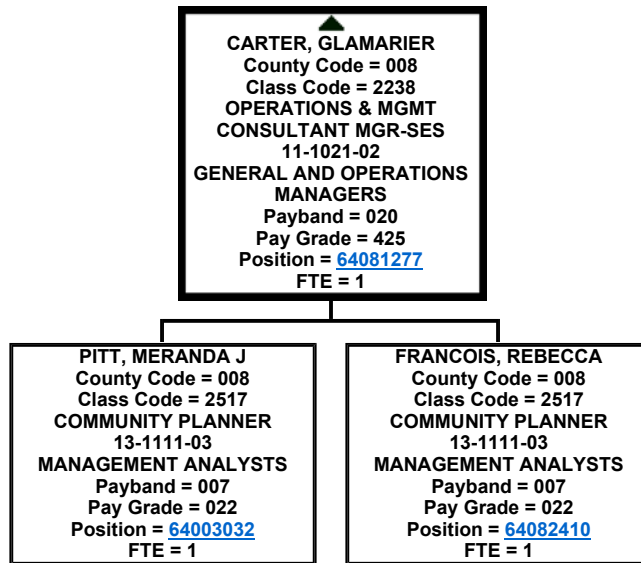 CARTER, GLAMARIER
County Code = 008
Class Code = 2238
OPERATIONS & MGMT
CONSULTANT MGR-SES
11-1021-02
GENERAL AND OPERATIONS
MANAGERS
Payband = 020
Pay Grade = 425
Position = 64081277
FTE = 1
PITT, MERANDA J
County Code = 008
Class Code = 2517
COMMUNITY PLANNER
13-1111-03
MANAGEMENT ANALYSTS
Payband = 007
Pay Grade = 022
Position = 64003032
FTE = 1
FRANCOIS, REBECCA
County Code = 008
Class Code = 2517
COMMUNITY PLANNER
13-1111-03
MANAGEMENT ANALYSTS
Payband = 007
Pay Grade = 022
Position = 64082410
FTE = 1